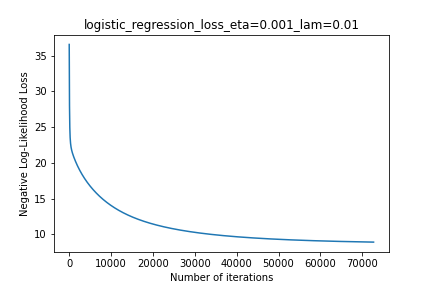 logistic_regression_loss_eta=0.001_lam=0.01
Negative Log-Likelihood Loss
35
30
25
20
15
10
0 10000 20000 30000 40000 50000 60000 70000
Number of iterations